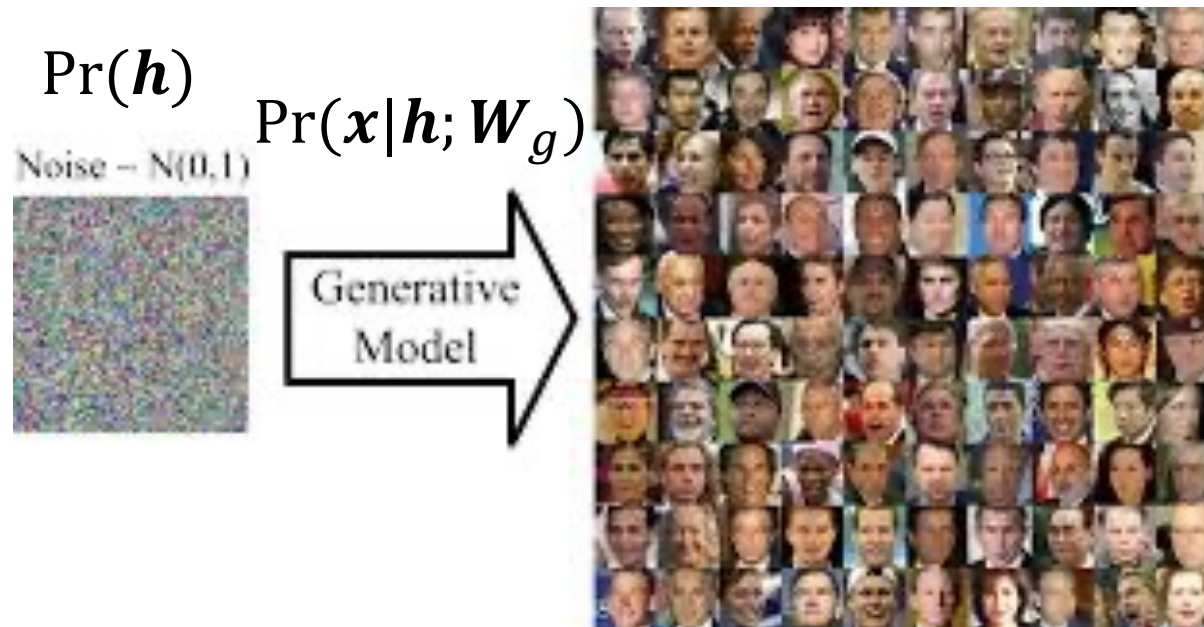 Pr(𝒉)
Pr(𝒙|𝒉; 𝑾_g)
Noise ~ N(0,1)
Generative
Model